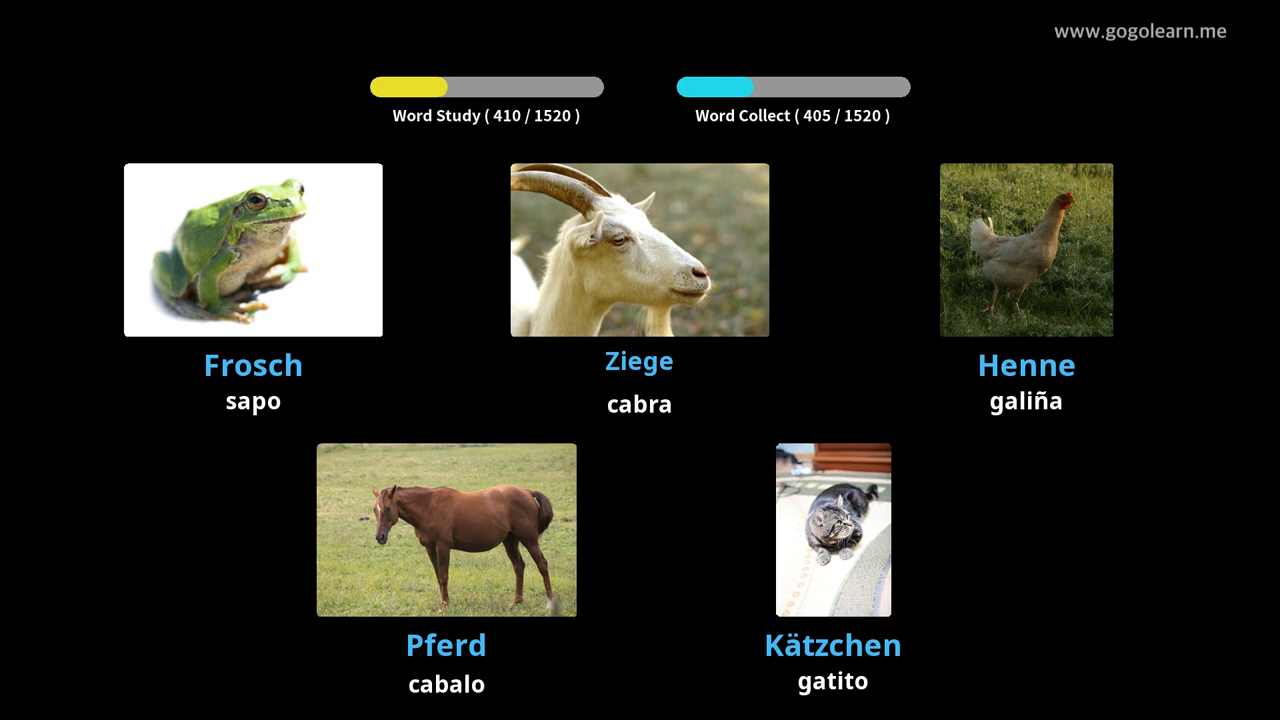 www.gogolearn.me
Word Study ( 410 / 1520 )
Word Collect ( 405 / 1520 )
Frosch
sapo
Ziege
cabra
Henne
galiña
Pferd
cabalo
Kätzchen
gatito